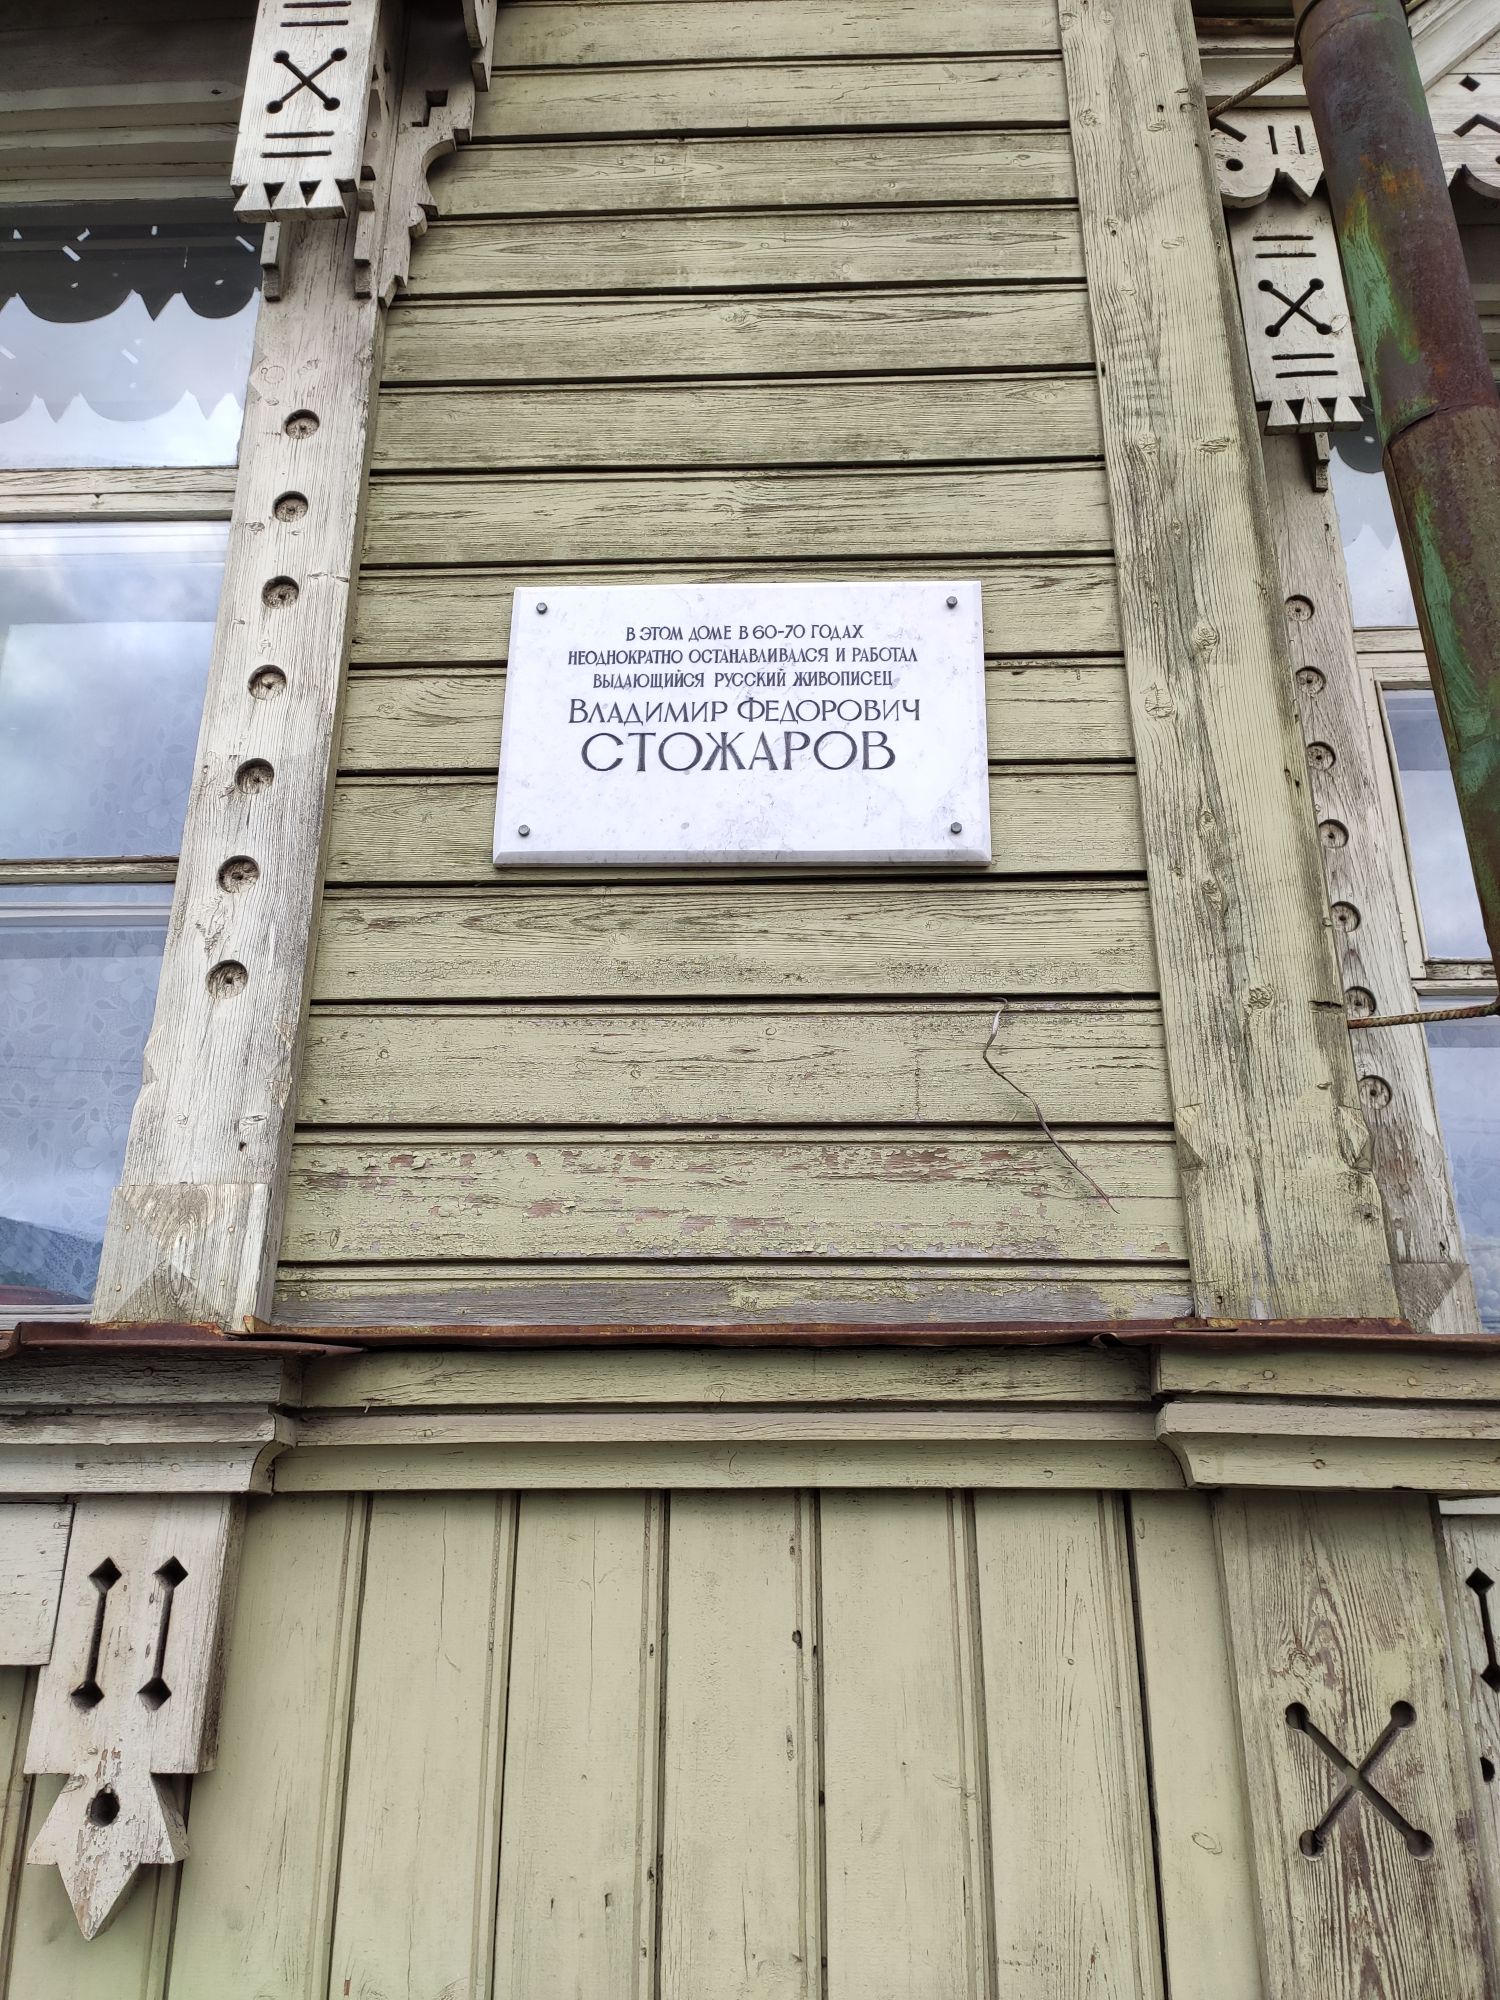 В ЭТОМ ДОМЕ В 60-70 ГОДАХ
НЕОДНОКРАТНО ОСТАНАВЛИВАЛСЯ И РАБОТАЛ
ВЫДАЮЩИЙСЯ РУССКИЙ ЖИВОПИСЕЦ
ВЛАДИМИР ФЕДОРОВИЧ
СТОЖАРОВ